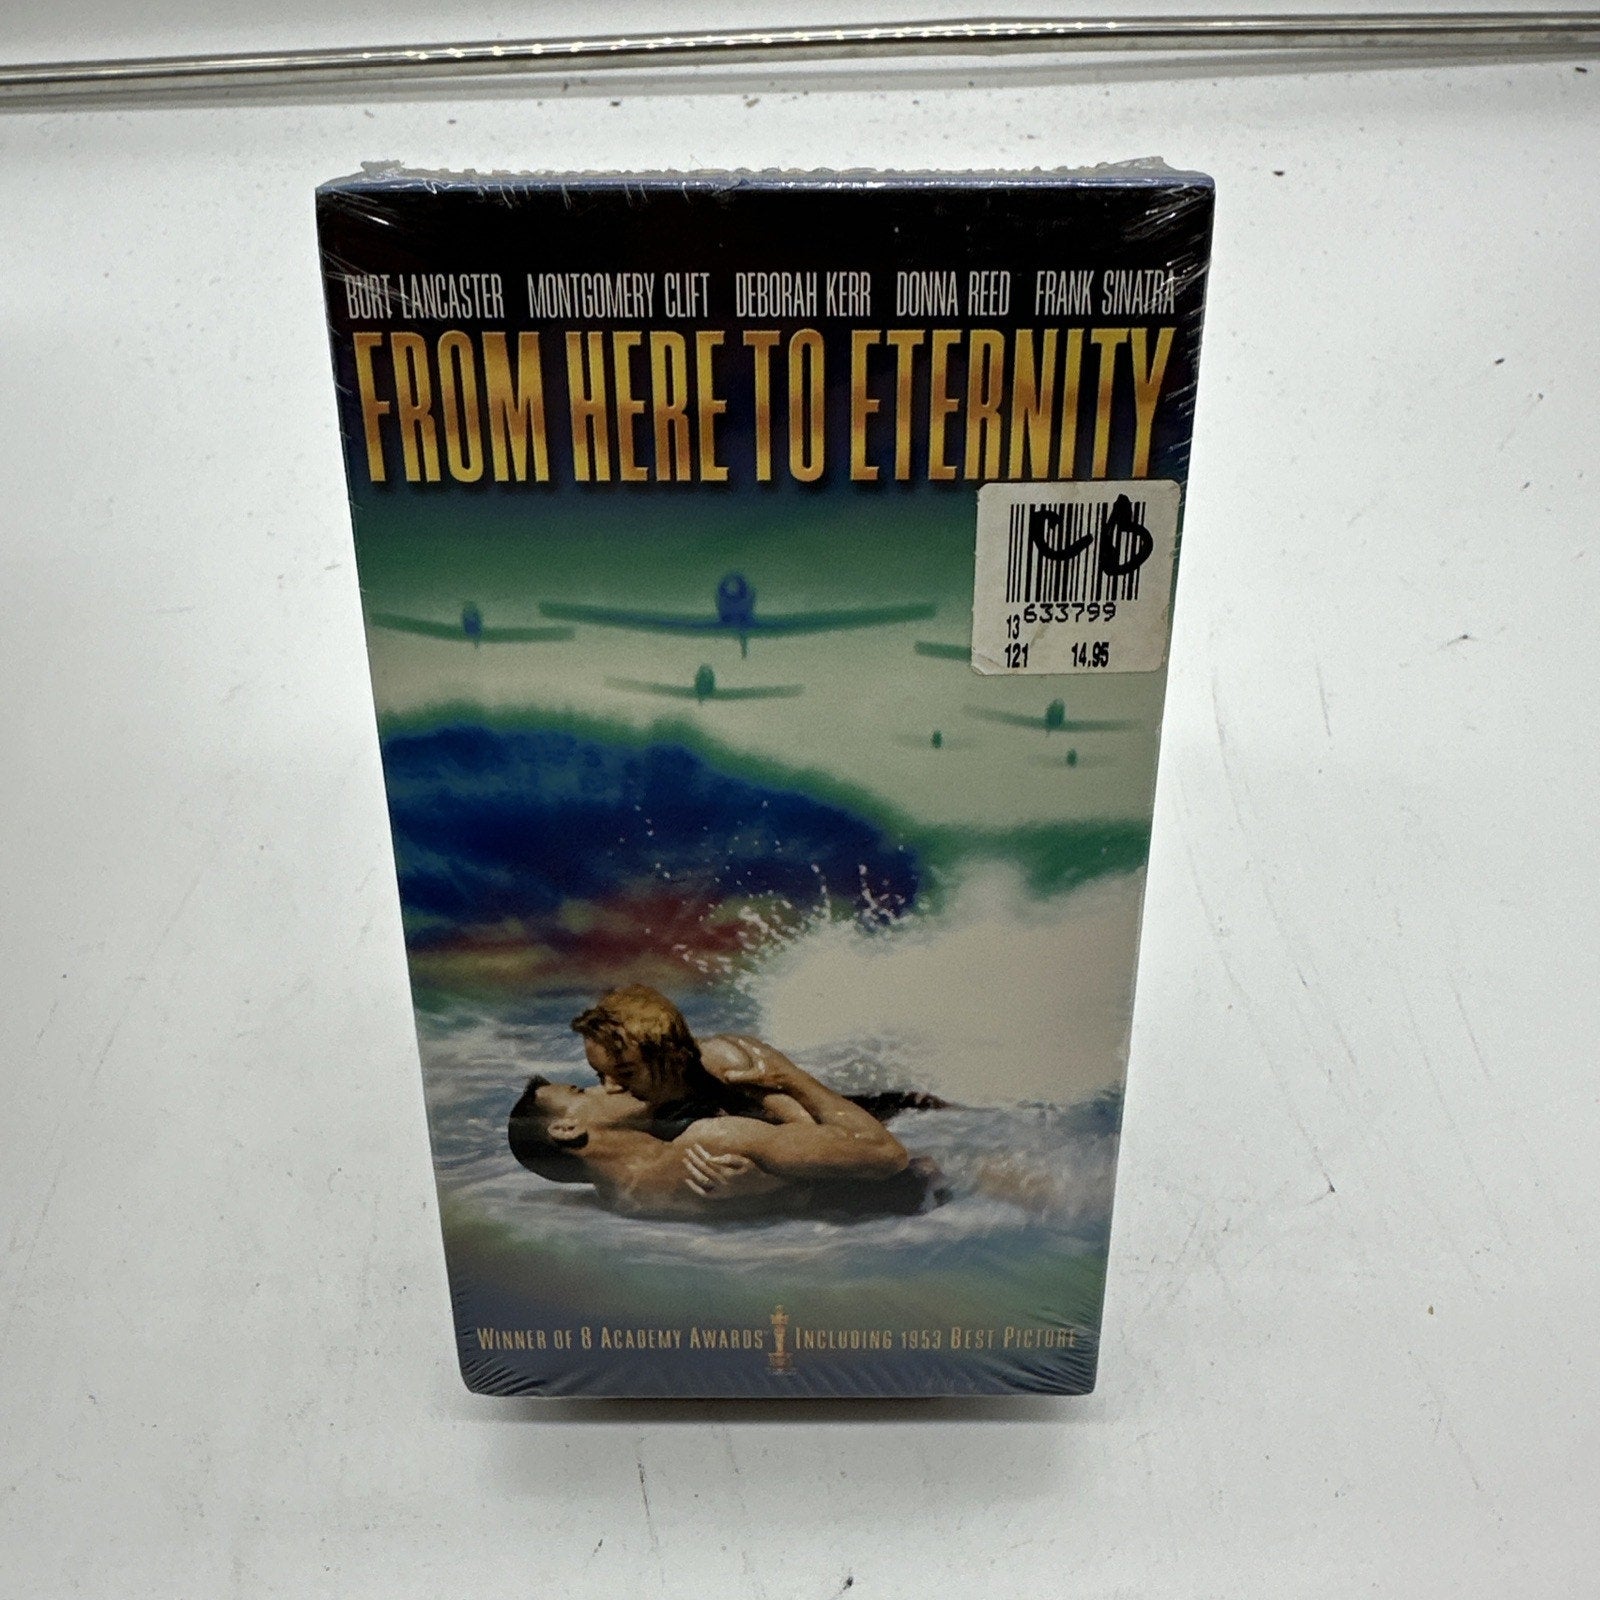 BURT LANCASTER MONTGOMERY CLIFT DEBORAH KERR DONNA REED FRANK SINATRA
FROM HERE TO ETERNITY
CB
633799
13
121 14.95
WINNER OF 8 ACADEMY AWARDS INCLUDING 1953 BEST PICTURE